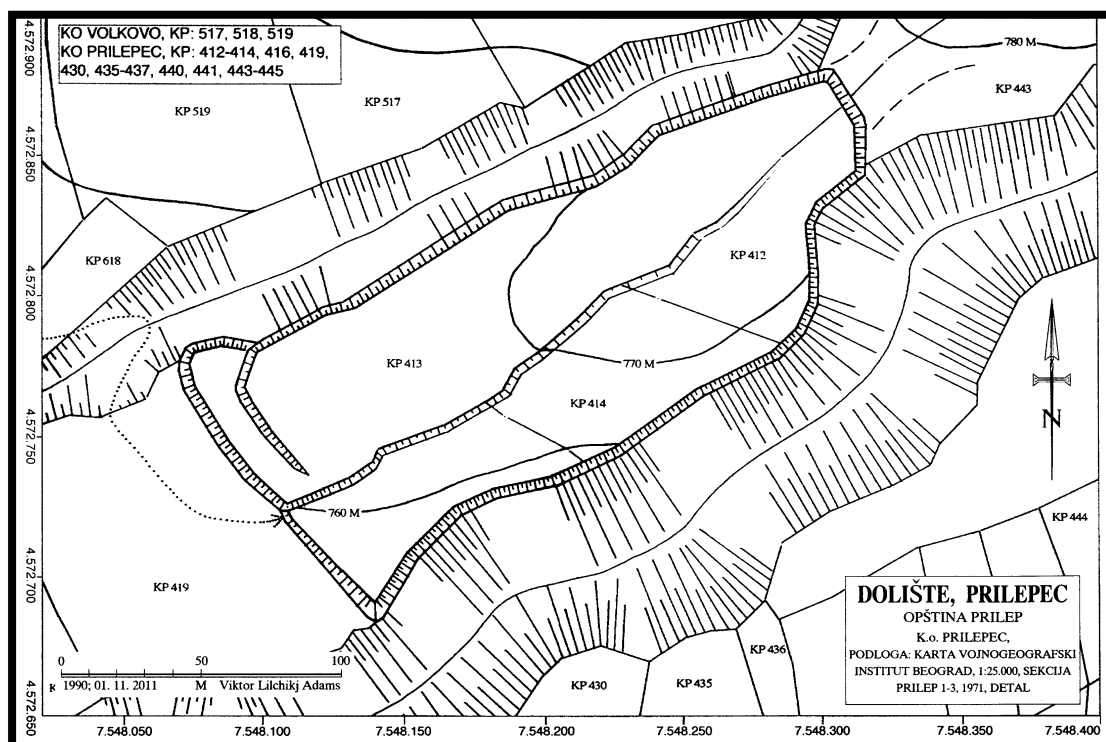 KO VOLKOVO, KP: 517, 518, 519
KO PRILEPEC, KP: 412-414, 416, 419,
430, 435-437, 440, 441, 443-445
780 M
KP 519
KP 517
KP 443
KP 618
KP 412
KP 413
770 M
KP 414
N
760 M
KP 444
KP 419
KP 436
KP 430
KP 435
DOLIŠTE, PRILEPEC
OPŠTINA PRILEP
K.o. PRILEPEC,
PODLOGA: KARTA VOJNOGEOGRAFSKI
INSTITUT BEOGRAD, 1:25.000, SEKCIJA
PRILEP 1-3, 1971, DETAL
0 50 100
1990; 01. 11. 2011 M Viktor Lilchikj Adams
4.572.900
4.572.850
4.572.800
4.572.750
4.572.700
4.572.650
7.548.050 7.548.100 7.548.150 7.548.200 7.548.250 7.548.300 7.548.350 7.548.400